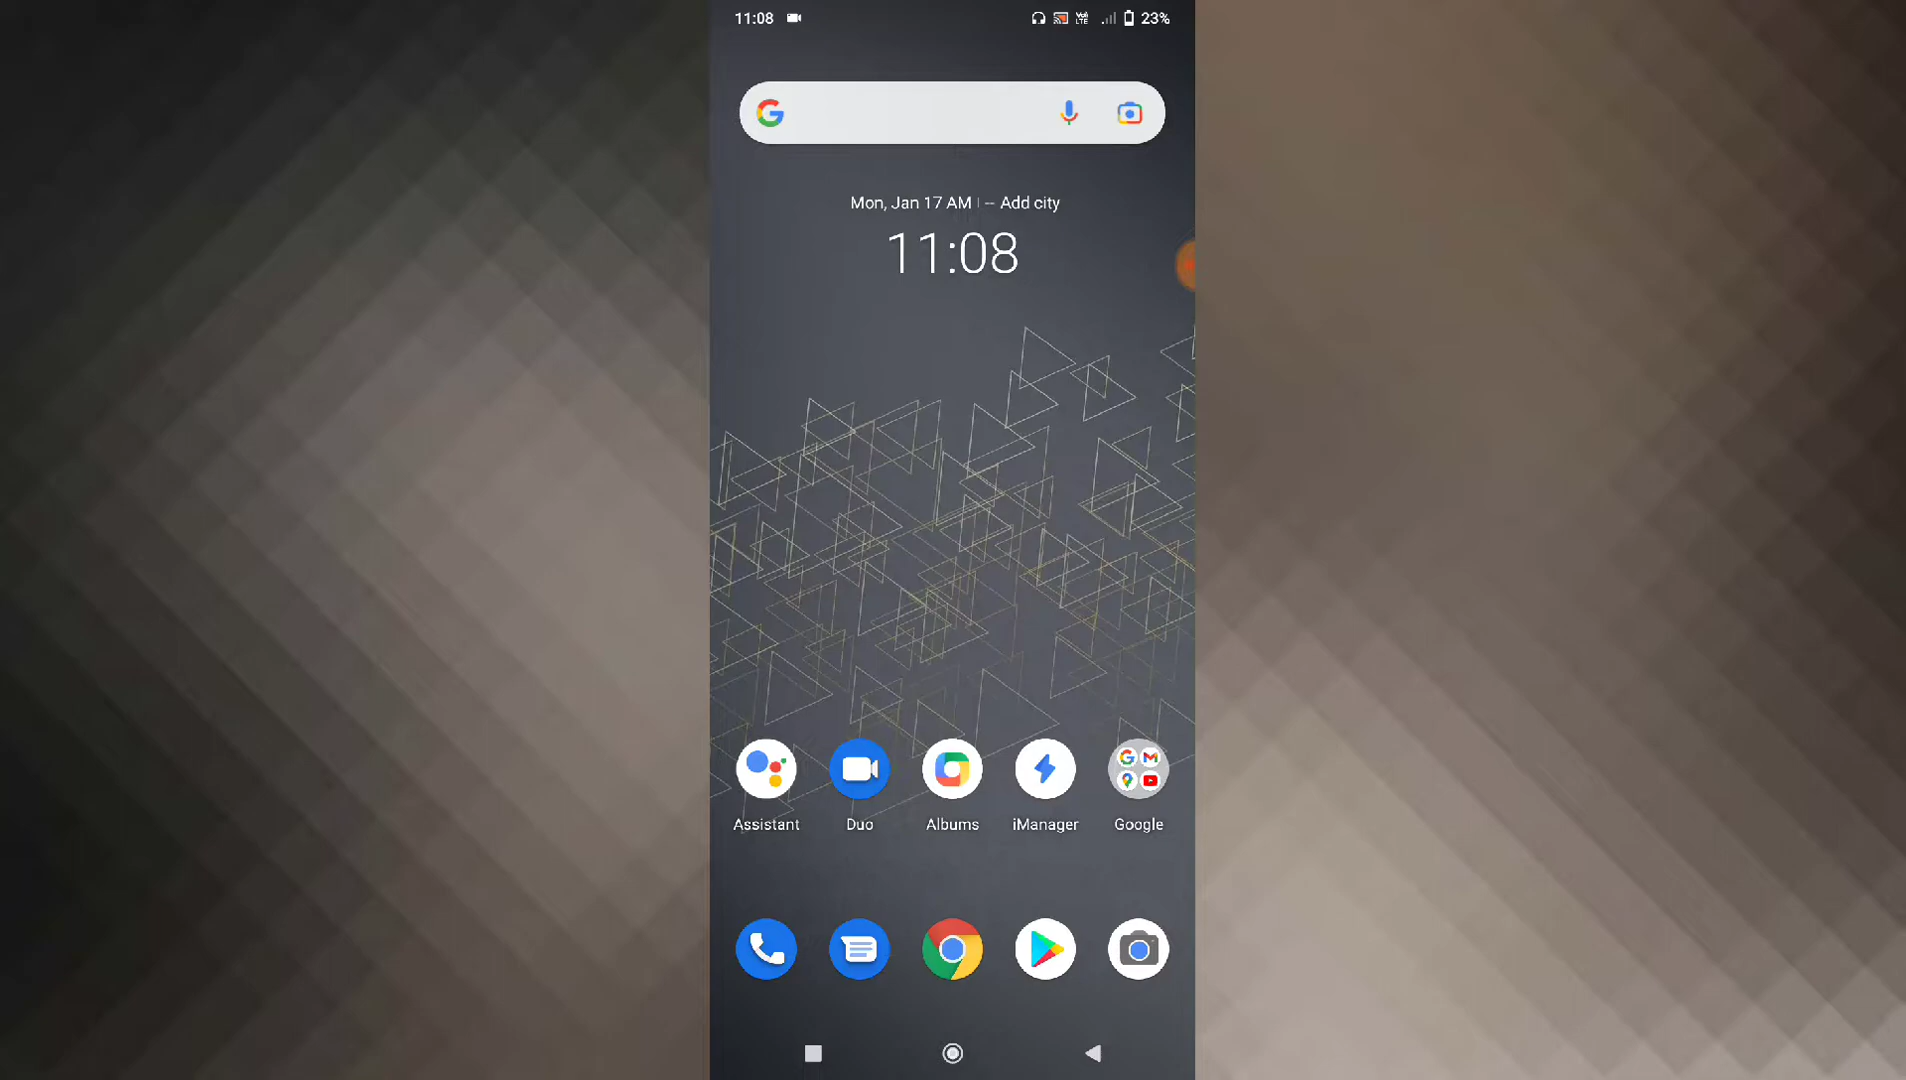 11:08 23%
Mon, Jan 17 AM | -- Add city
11:08
Assistant Duo Albums iManager Google